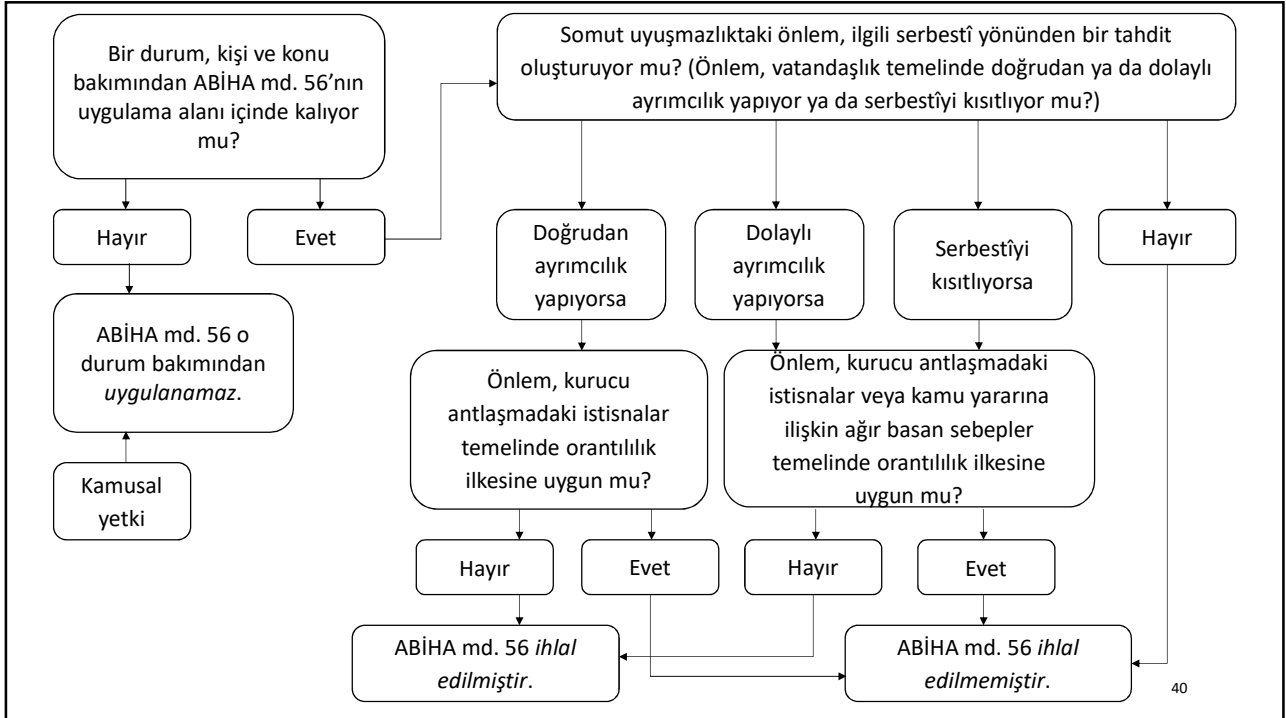 Bir durum, kişi ve konu
bakımından ABİHA md. 56’nın
uygulama alanı içinde kalıyor
mu?
Somut uyuşmazlıktaki önlem, ilgili serbestî yönünden bir tahdit
oluşturuyor mu? (Önlem, vatandaşlık temelinde doğrudan ya da dolaylı
ayrımcılık yapıyor ya da serbestîyi kısıtlıyor mu?)
Hayır
Evet
Doğrudan
ayrımcılık
yapıyorsa
Dolaylı
ayrımcılık
yapıyorsa
Serbestîyi
kısıtlıyorsa
Hayır
ABİHA md. 56 o
durum bakımından
uygulanamaz.
Kamusal
yetki
Önlem, kurucu
antlaşmadaki istisnalar
temelinde orantılılık
ilkesine uygun mu?
Önlem, kurucu antlaşmadaki
istisnalar veya kamu yararına
ilişkin ağır basan sebepler
temelinde orantılılık ilkesine
uygun mu?
Hayır
Evet
Hayır
Evet
ABİHA md. 56 ihlal
edilmiştir.
ABİHA md. 56 ihlal
edilmemiştir.
40